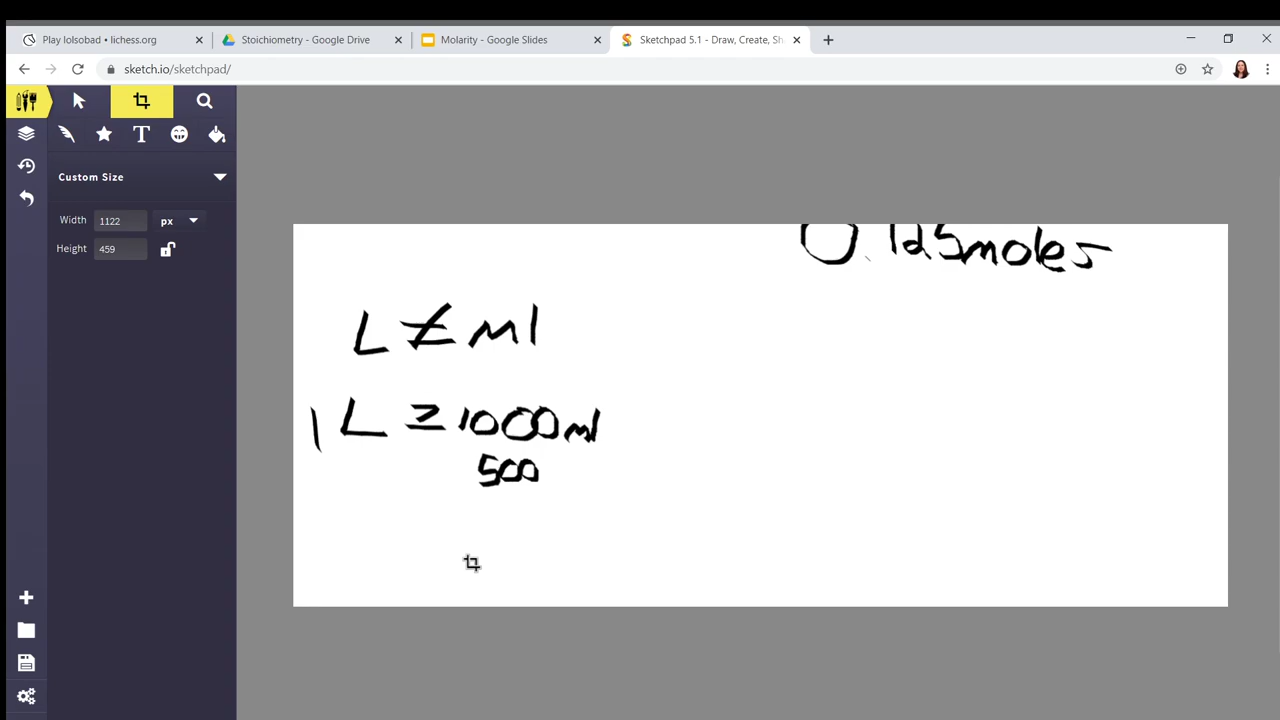 Play lolsobad • lichess.org
Stoichiometry - Google Drive
Molarity - Google Slides
Sketchpad 5.1 - Draw, Create, Sh
sketch.io/sketchpad/
T
Custom Size
Width 1122 px
Height 459
0.125moles
L ≠ ml
1 L = 1000ml
500